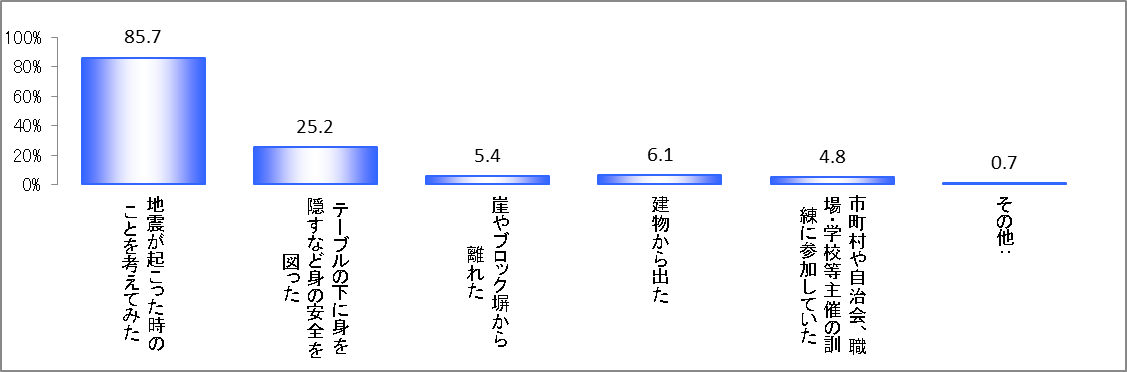 100%
80%
60%
40%
20%
0%
85.7
25.2
5.4
6.1
4.8
0.7
地震が起こった時の
ことを考えてみた
テーブルの下に身を
隠すなど身の安全を
図った
崖やブロック塀から
離れた
建物から出た
市町村や自治会、職
場・学校等主催の訓
練に参加していた
その他: